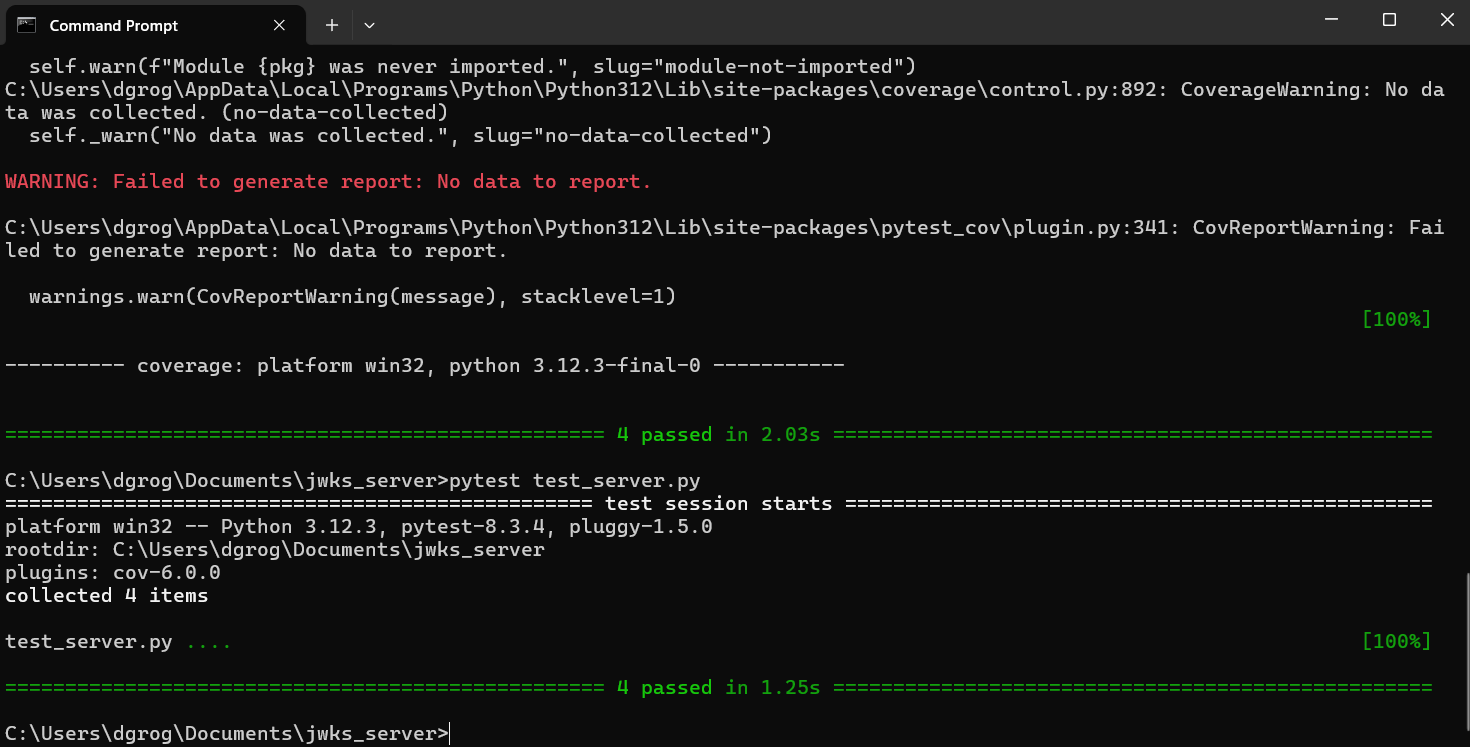 Command Prompt
  self.warn(f"Module {pkg} was never imported.", slug="module-not-imported")
C:\Users\dgrog\AppData\Local\Programs\Python\Python312\Lib\site-packages\coverage\control.py:892: CoverageWarning: No da
ta was collected. (no-data-collected)
  self._warn("No data was collected.", slug="no-data-collected")
WARNING: Failed to generate report: No data to report.
C:\Users\dgrog\AppData\Local\Programs\Python\Python312\Lib\site-packages\pytest_cov\plugin.py:341: CovReportWarning: Fai
led to generate report: No data to report.
  warnings.warn(CovReportWarning(message), stacklevel=1)
[100%]
---------- coverage: platform win32, python 3.12.3-final-0 -----------
================================================== 4 passed in 2.03s ==================================================
C:\Users\dgrog\Documents\jwks_server>pytest test_server.py
================================================= test session starts =================================================
platform win32 -- Python 3.12.3, pytest-8.3.4, pluggy-1.5.0
rootdir: C:\Users\dgrog\Documents\jwks_server
plugins: cov-6.0.0
collected 4 items
test_server.py .... [100%]
================================================== 4 passed in 1.25s ==================================================
C:\Users\dgrog\Documents\jwks_server>